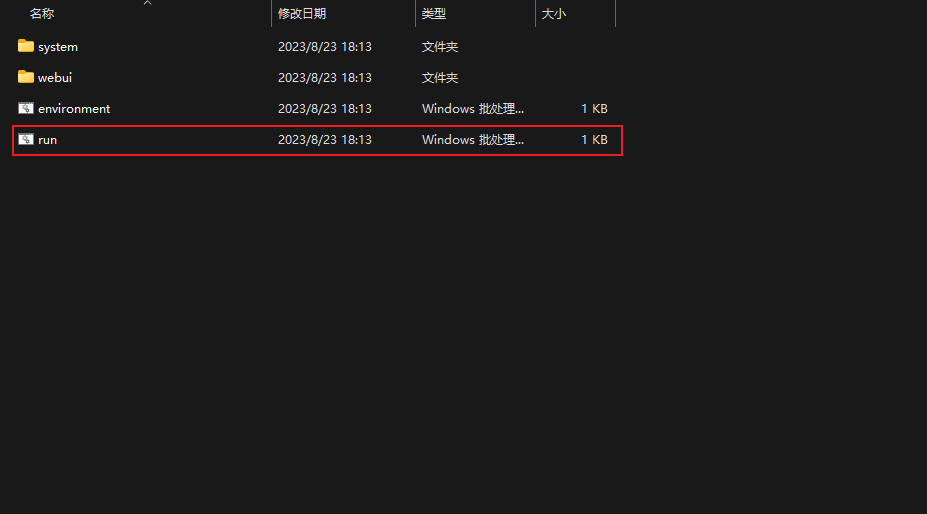 名称 修改日期 类型 大小
system 2023/8/23 18:13 文件夹
webui 2023/8/23 18:13 文件夹
environment 2023/8/23 18:13 Windows 批处理... 1 KB
run 2023/8/23 18:13 Windows 批处理... 1 KB